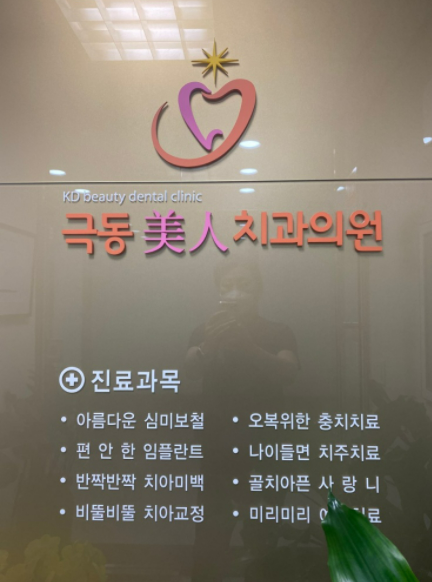 KD beauty dental clinic
극동 美人 치과의원
진료과목
• 아름다운 심미보철
• 편 안 한 임플란트
• 반짝반짝 치아미백
• 비뚤비뚤 치아교정
• 오복위한 충치치료
• 나이들면 치주치료
• 골치아픈 사 랑 니
• 미리미리